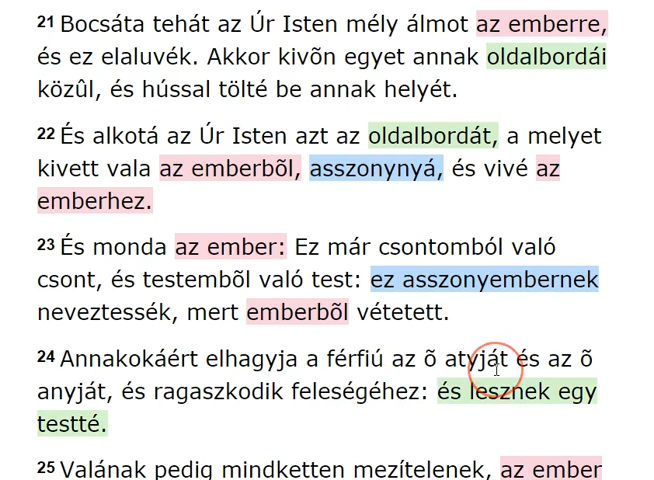 21 Bocsáta tehát az Úr Isten mély álmot az emberre,
és ez elaluvék. Akkor kivõn egyet annak oldalbordái
közûl, és hússal tölté be annak helyét.
22 És alkotá az Úr Isten azt az oldalbordát, a melyet
kivett vala az emberbõl, asszonynyá, és vivé az
emberhez.
23 És monda az ember: Ez már csontomból való
csont, és testembõl való test: ez asszonyembernek
neveztessék, mert emberbõl vétetett.
24 Annakokáért elhagyja a férfiú az õ atyját és az õ
anyját, és ragaszkodik feleségéhez: és lesznek egy
testté.
25 Valának pedig mindketten mezítelenek, az ember